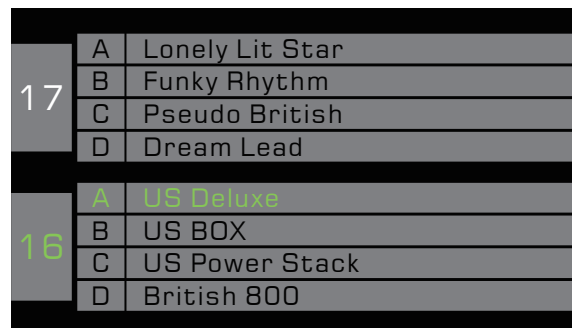 17
A Lonely Lit Star
B Funky Rhythm
C Pseudo British
D Dream Lead
16
A US Deluxe
B US BOX
C US Power Stack
D British 800